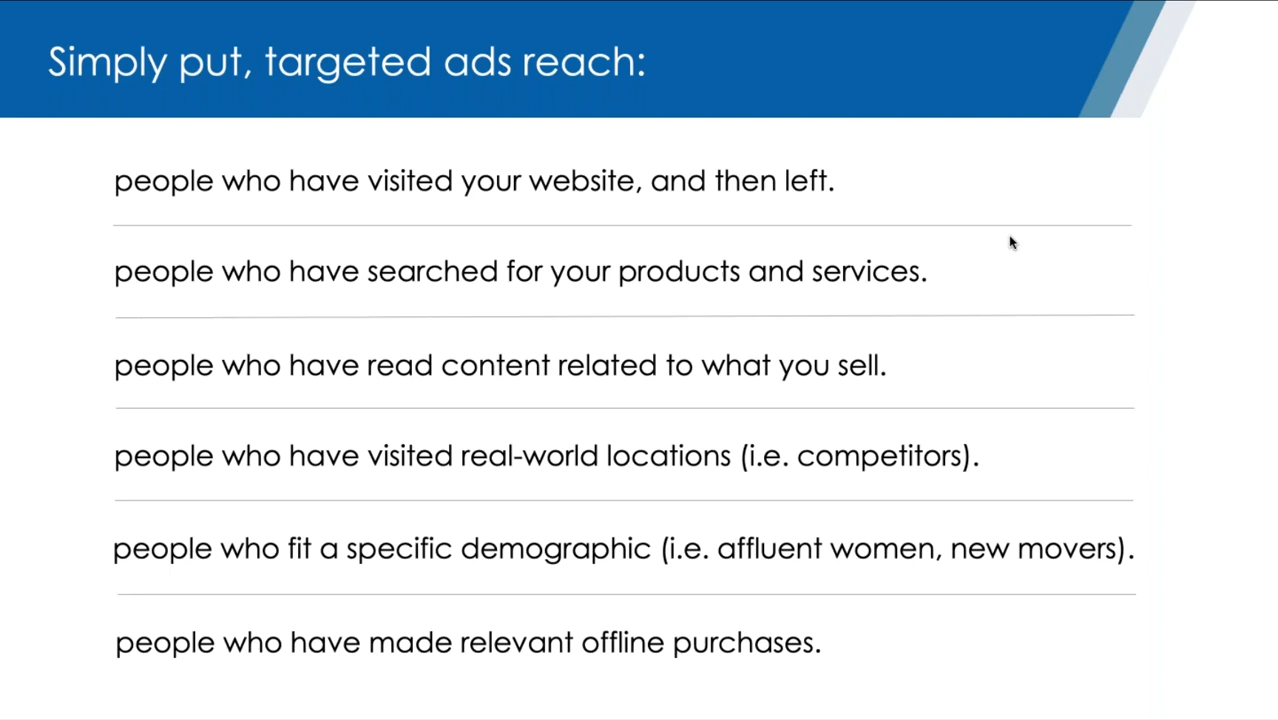 Simply put, targeted ads reach:
people who have visited your website, and then left.
people who have searched for your products and services.
people who have read content related to what you sell.
people who have visited real-world locations (i.e. competitors).
people who fit a specific demographic (i.e. affluent women, new movers).
people who have made relevant offline purchases.